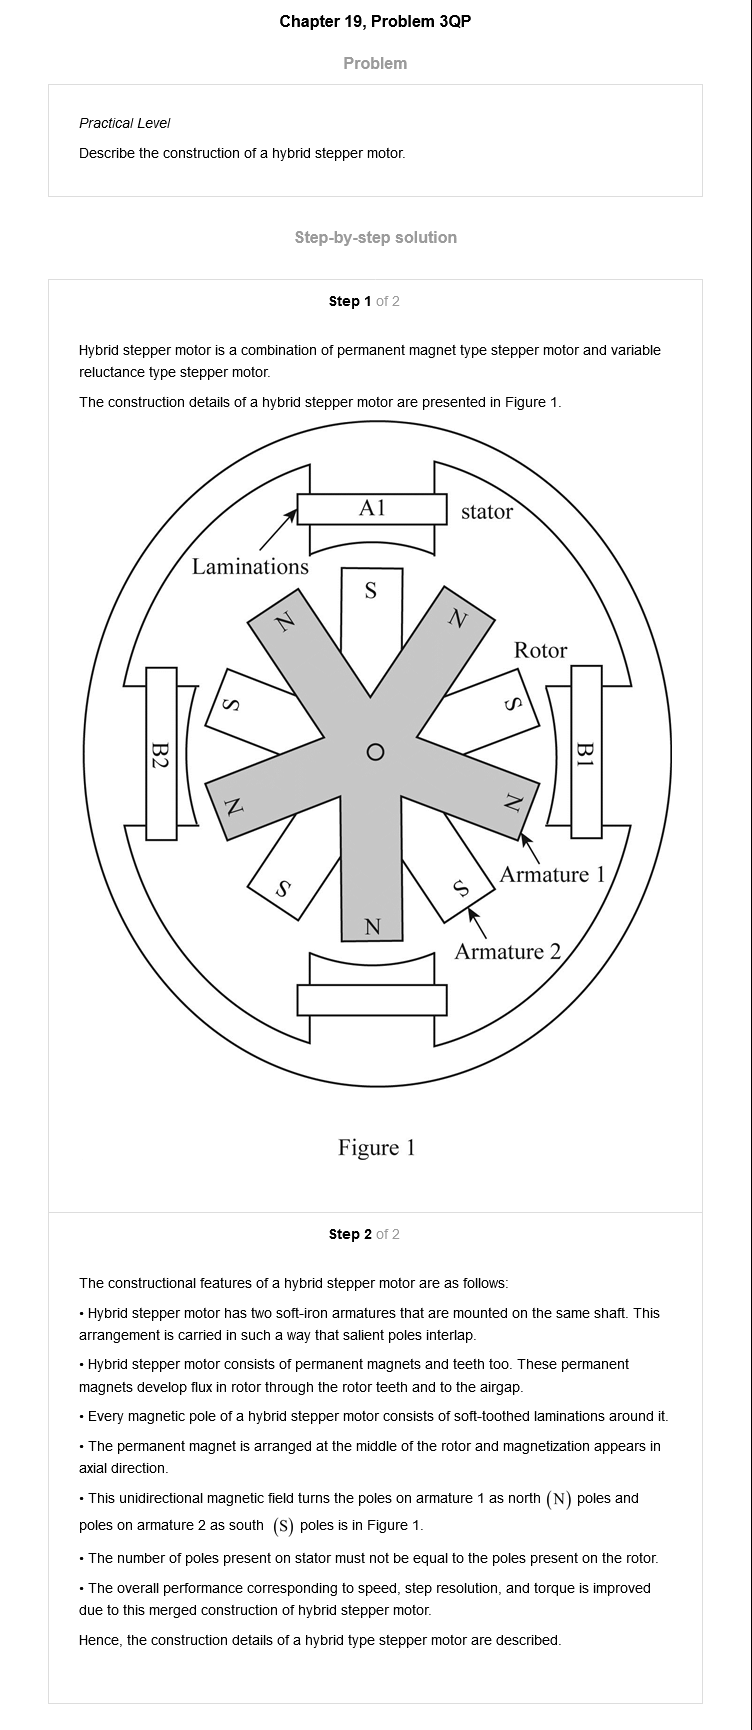 Chapter 19, Problem 3QP
Problem
Practical Level
Describe the construction of a hybrid stepper motor.
Step-by-step solution
Step 1 of 2
Hybrid stepper motor is a combination of permanent magnet type stepper motor and variable
reluctance type stepper motor.
The construction details of a hybrid stepper motor are presented in Figure 1.
A1
stator
Laminations
S
N
N
Rotor
S
S
B2
B1
N
N
Armature 1
S
S
N
Armature 2
Figure 1
Step 2 of 2
The constructional features of a hybrid stepper motor are as follows:
• Hybrid stepper motor has two soft-iron armatures that are mounted on the same shaft. This
arrangement is carried in such a way that salient poles interlap.
• Hybrid stepper motor consists of permanent magnets and teeth too. These permanent
magnets develop flux in rotor through the rotor teeth and to the airgap.
• Every magnetic pole of a hybrid stepper motor consists of soft-toothed laminations around it.
• The permanent magnet is arranged at the middle of the rotor and magnetization appears in
axial direction.
• This unidirectional magnetic field turns the poles on armature 1 as north (N) poles and
poles on armature 2 as south (S) poles is in Figure 1.
• The number of poles present on stator must not be equal to the poles present on the rotor.
• The overall performance corresponding to speed, step resolution, and torque is improved
due to this merged construction of hybrid stepper motor.
Hence, the construction details of a hybrid type stepper motor are described.